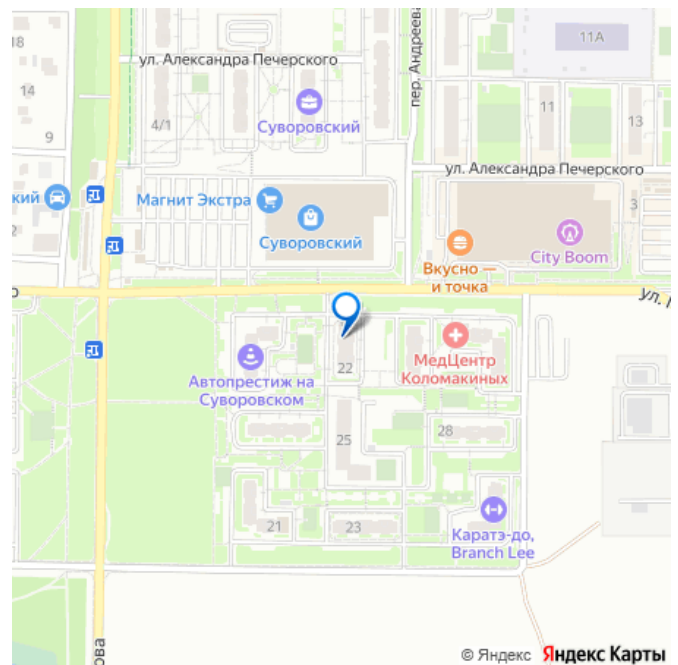 18
11А
ул. Александра Печерского
пер. Андреева
14
11
13
4/1
Суворовский
9
ул. Александра Печерского
ский
Магнит Экстра
3
2
Суворовский
City Boom
Вкусно —
и точка
о
ул.
МедЦентр
Коломакиных
22
Автопрестиж на
Суворовском
25
28
21
23
Каратэ-до,
Branch Lee
ова
© Яндекс Яндекс Карты